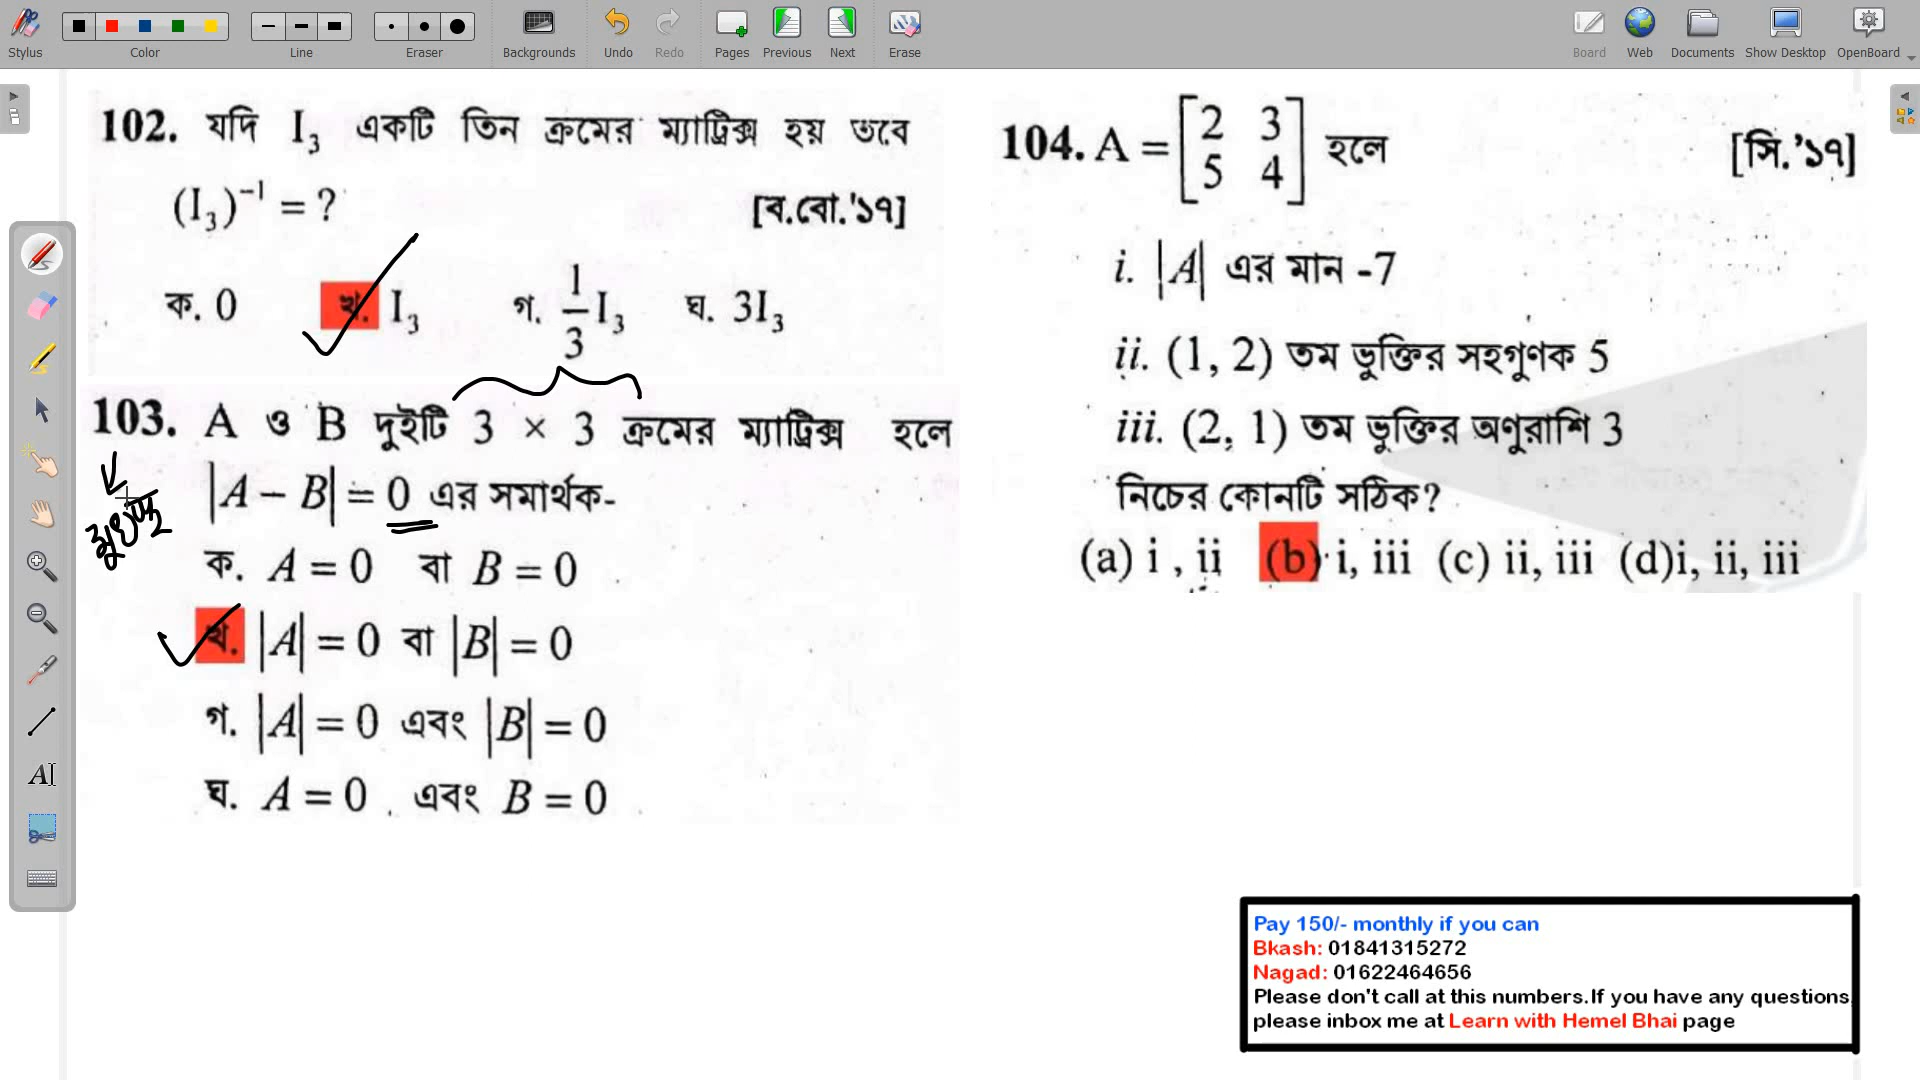 Stylus Color Line Eraser Backgrounds Undo Redo Pages Previous Next Erase Board Web Documents Show Desktop OpenBoard
102. যদি I₃ একটি তিন ক্রমের ম্যাট্রিক্স হয় তবে
(I₃)⁻¹ = ? [ব.বো.'১৭]
ক. 0 খ. I₃ গ. 1/3 I₃ ঘ. 3I₃
103. A ও B দুইটি 3 × 3 ক্রমের ম্যাট্রিক্স হলে
|A − B| = 0 এর সমার্থক-
মুখস্থ
ক. A = 0 বা B = 0
খ. |A| = 0 বা |B| = 0
গ. |A| = 0 এবং |B| = 0
ঘ. A = 0 এবং B = 0
104. A = [2 3
5 4] হলে [সি.'১৭]
i. |A| এর মান -7
ii. (1, 2) তম ভুক্তির সহগুণক 5
iii. (2, 1) তম ভুক্তির অণুরাশি 3
নিচের কোনটি সঠিক?
(a) i , ii (b) i, iii (c) ii, iii (d)i, ii, iii
Pay 150/- monthly if you can
Bkash: 01841315272
Nagad: 01622464656
Please don't call at this numbers.If you have any questions,
please inbox me at Learn with Hemel Bhai page